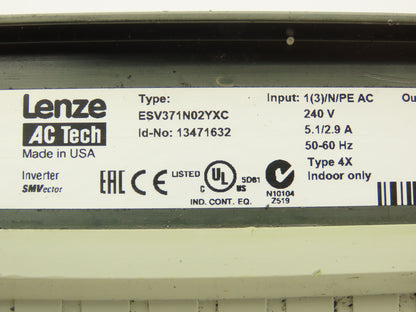 Lenze
AC Tech
Made in USA
Inverter
SMVector
Type:
ESV371N02YXC
Id-No: 13471632
EAC CE LISTED
C UL US
5D61
IND. CONT. EQ.
N10104
Z519
Input: 1(3)/N/PE AC
240 V
5.1/2.9 A
50-60 Hz
Type 4X
Indoor only
Ou